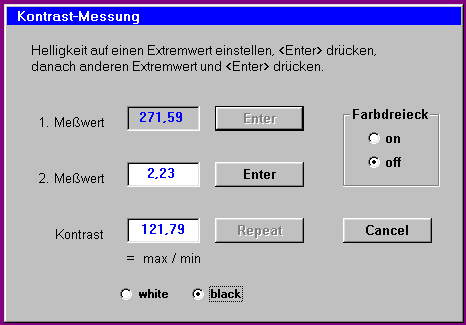 Kontrast-Messung
Helligkeit auf einen Extremwert einstellen, <Enter> drücken,
danach anderen Extremwert und <Enter> drücken.
1. Meßwert 271,59 Enter
Farbdreieck
on
off
2. Meßwert 2,23 Enter
Kontrast 121,79 Repeat Cancel
= max / min
white black